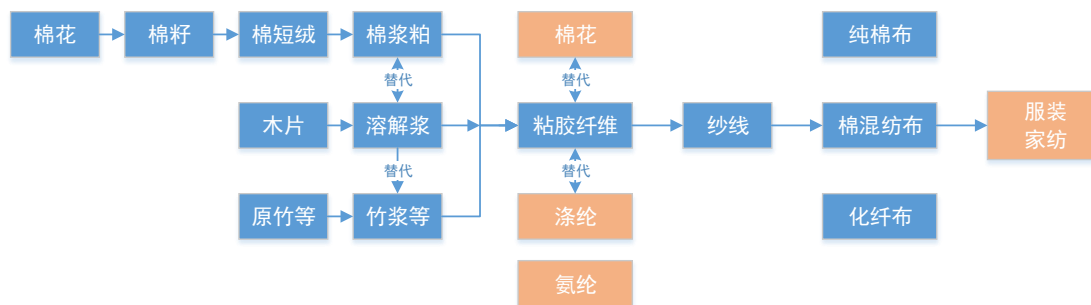 棉花
棉籽
棉短绒
棉浆粕
棉花
纯棉布
替代
替代
木片
溶解浆
粘胶纤维
纱线
棉混纺布
服装
家纺
替代
替代
原竹等
竹浆等
涤纶
化纤布
氨纶